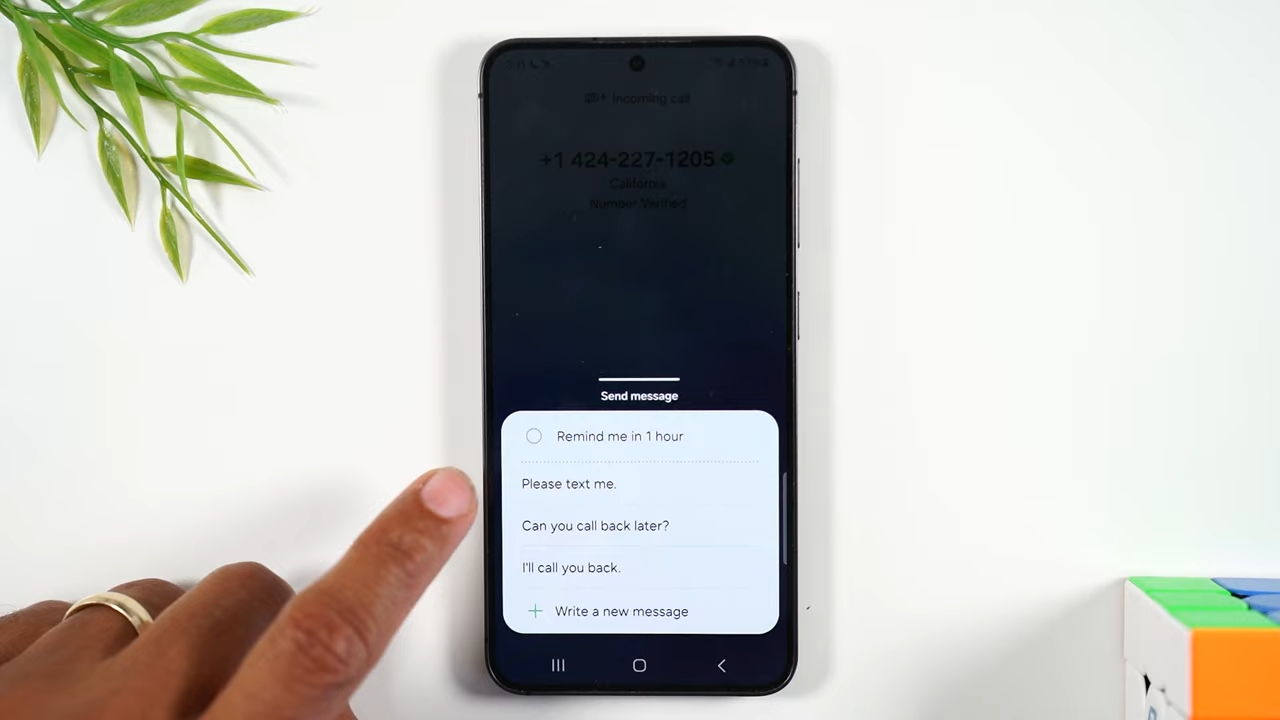 Incoming call
+1 424-227-1205
California
Number Verified
Send message
Remind me in 1 hour
Please text me.
Can you call back later?
I'll call you back.
Write a new message